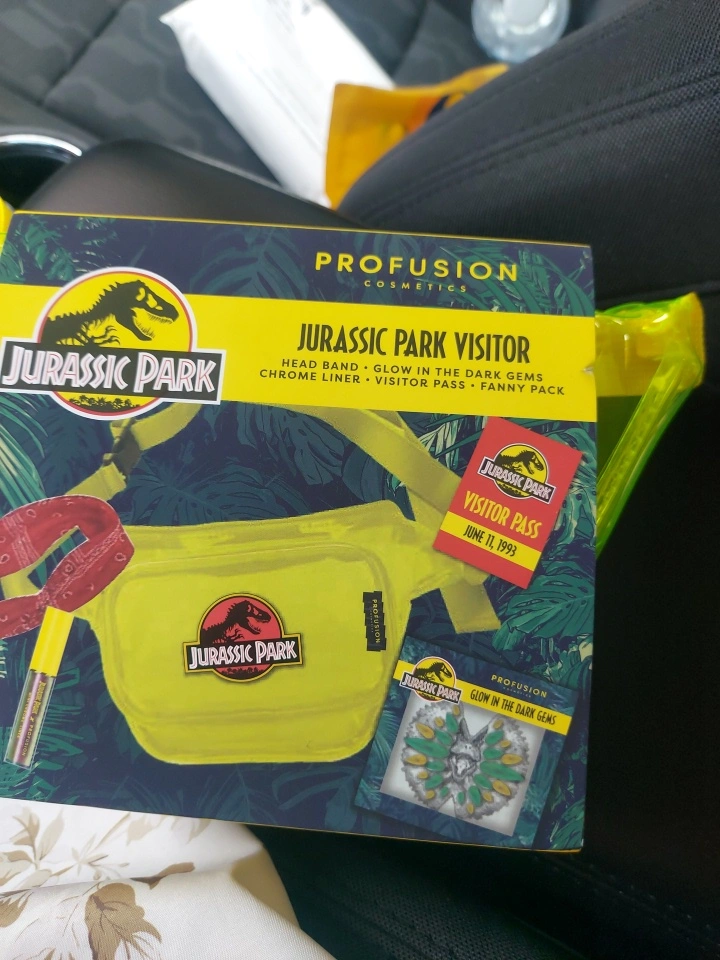 PROFUSION
COSMETICS
JURASSIC PARK
JURASSIC PARK VISITOR
HEAD BAND • GLOW IN THE DARK GEMS
CHROME LINER • VISITOR PASS • FANNY PACK
JURASSIC PARK
VISITOR PASS
JUNE 11, 1993
JURASSIC PARK
PROFUSION
JURASSIC PARK
PROFUSION
GLOW IN THE DARK GEMS